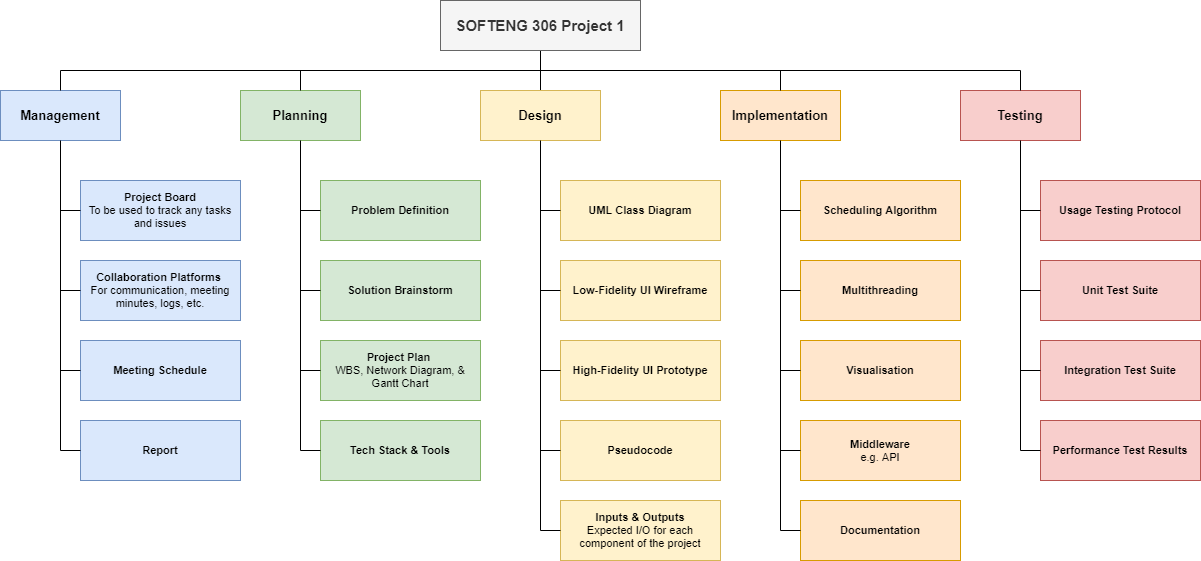 SOFTENG 306 Project 1
Management
Planning
Design
Implementation
Testing
Project Board
To be used to track any tasks
and issues
Collaboration Platforms
For communication, meeting
minutes, logs, etc.
Meeting Schedule
Report
Problem Definition
Solution Brainstorm
Project Plan
WBS, Network Diagram, &
Gantt Chart
Tech Stack & Tools
UML Class Diagram
Low-Fidelity UI Wireframe
High-Fidelity UI Prototype
Pseudocode
Inputs & Outputs
Expected I/O for each
component of the project
Scheduling Algorithm
Multithreading
Visualisation
Middleware
e.g. API
Documentation
Usage Testing Protocol
Unit Test Suite
Integration Test Suite
Performance Test Results